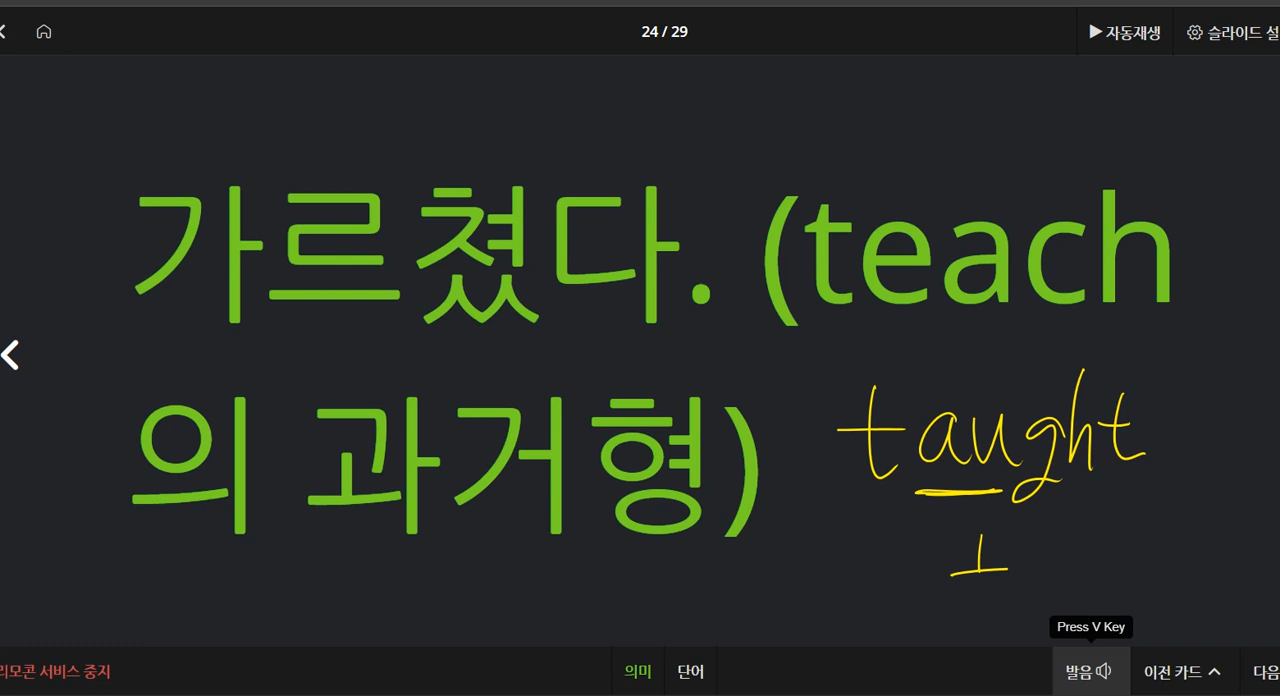 24 / 29
▶ 자동재생
슬라이드 설
가르쳤다. (teach
의 과거형)
taught
ㅗ
Press V Key
리모콘 서비스 중지
의미
단어
발음
이전 카드
다음